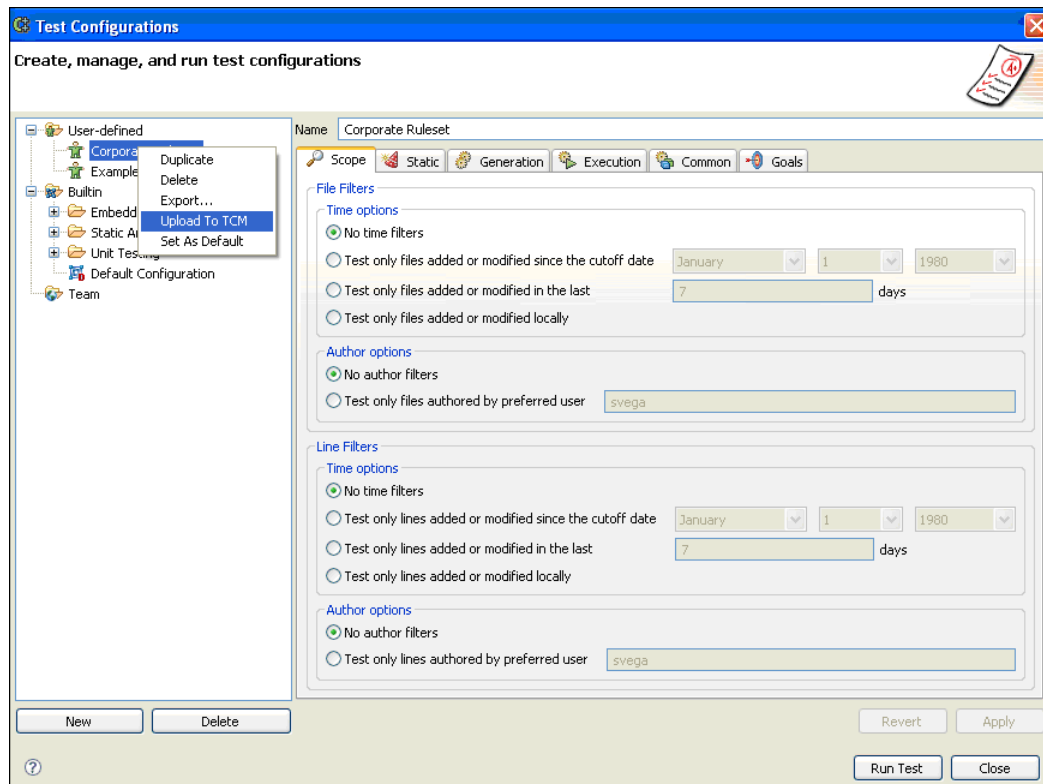 Test Configurations
Create, manage, and run test configurations
User-defined
Corpora
Example
Builtin
Embedd
Static A
Unit Testing
Default Configuration
Team
Duplicate
Delete
Export...
Upload To TCM
Set As Default
Name Corporate Ruleset
Scope Static Generation Execution Common Goals
File Filters
Time options
No time filters
Test only files added or modified since the cutoff date January 1 1980
Test only files added or modified in the last 7 days
Test only files added or modified locally
Author options
No author filters
Test only files authored by preferred user svega
Line Filters
Time options
No time filters
Test only lines added or modified since the cutoff date January 1 1980
Test only lines added or modified in the last 7 days
Test only lines added or modified locally
Author options
No author filters
Test only lines authored by preferred user svega
New Delete
Revert Apply
Run Test Close